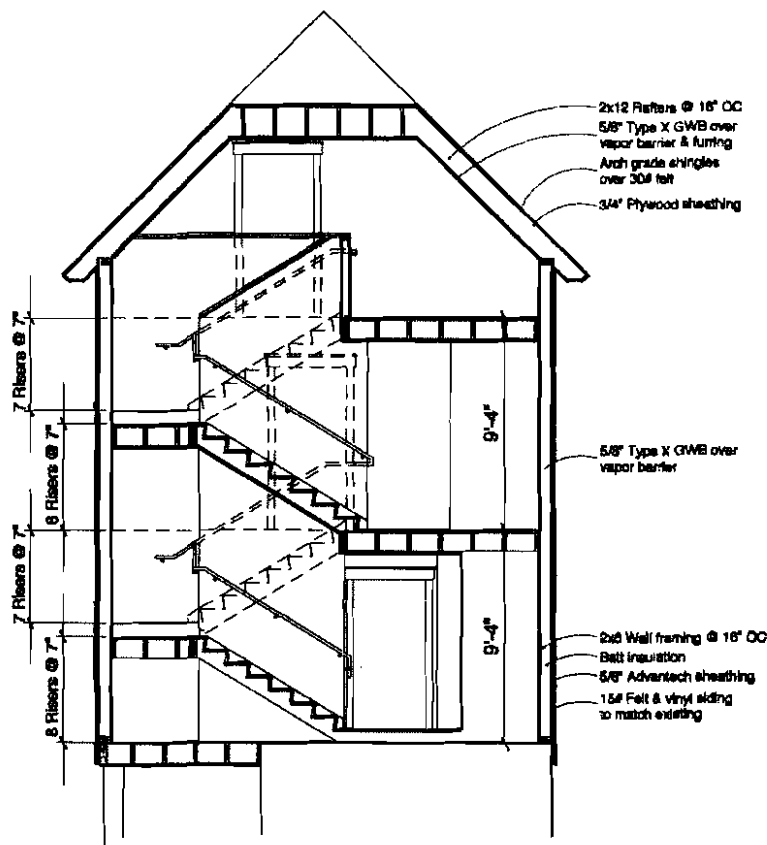 2x12 Rafters @ 16" OC
5/8" Type X GWB over
vapor barrier & furring
Arch grade shingles
over 30# felt
3/4" Plywood sheathing
7 Risers @ 7"
9'-4"
5/8" Type X GWB over
vapor barrier
8 Risers @ 7"
7 Risers @ 7"
9'-4"
2x6 Wall framing @ 16" OC
Batt insulation
5/8" Advantech sheathing
15# Felt & vinyl siding
to match existing
8 Risers @ 7"